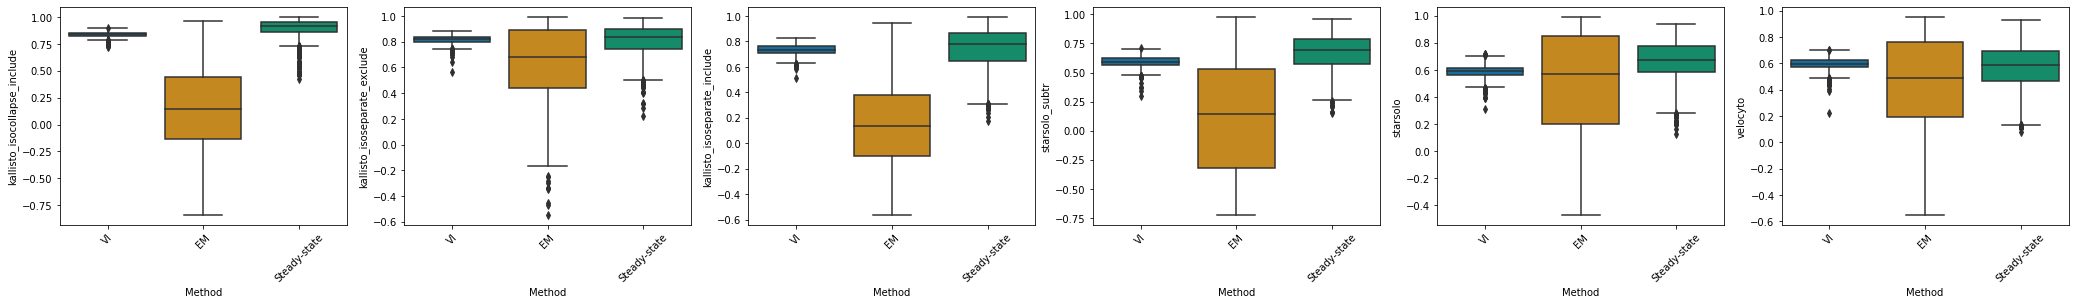 kallisto_isocollapse_include
1.00
0.75
0.50
0.25
0.00
−0.25
−0.50
−0.75
VI
EM
Steady-state
Method
kallisto_isoseparate_exclude
1.0
0.8
0.6
0.4
0.2
0.0
−0.2
−0.4
−0.6
VI
EM
Steady-state
Method
kallisto_isoseparate_include
1.0
0.8
0.6
0.4
0.2
0.0
−0.2
−0.4
−0.6
VI
EM
Steady-state
Method
starsolo_subtr
1.00
0.75
0.50
0.25
0.00
−0.25
−0.50
−0.75
VI
EM
Steady-state
Method
starsolo
1.0
0.8
0.6
0.4
0.2
0.0
−0.2
−0.4
VI
EM
Steady-state
Method
velocyto
1.0
0.8
0.6
0.4
0.2
0.0
−0.2
−0.4
−0.6
VI
EM
Steady-state
Method